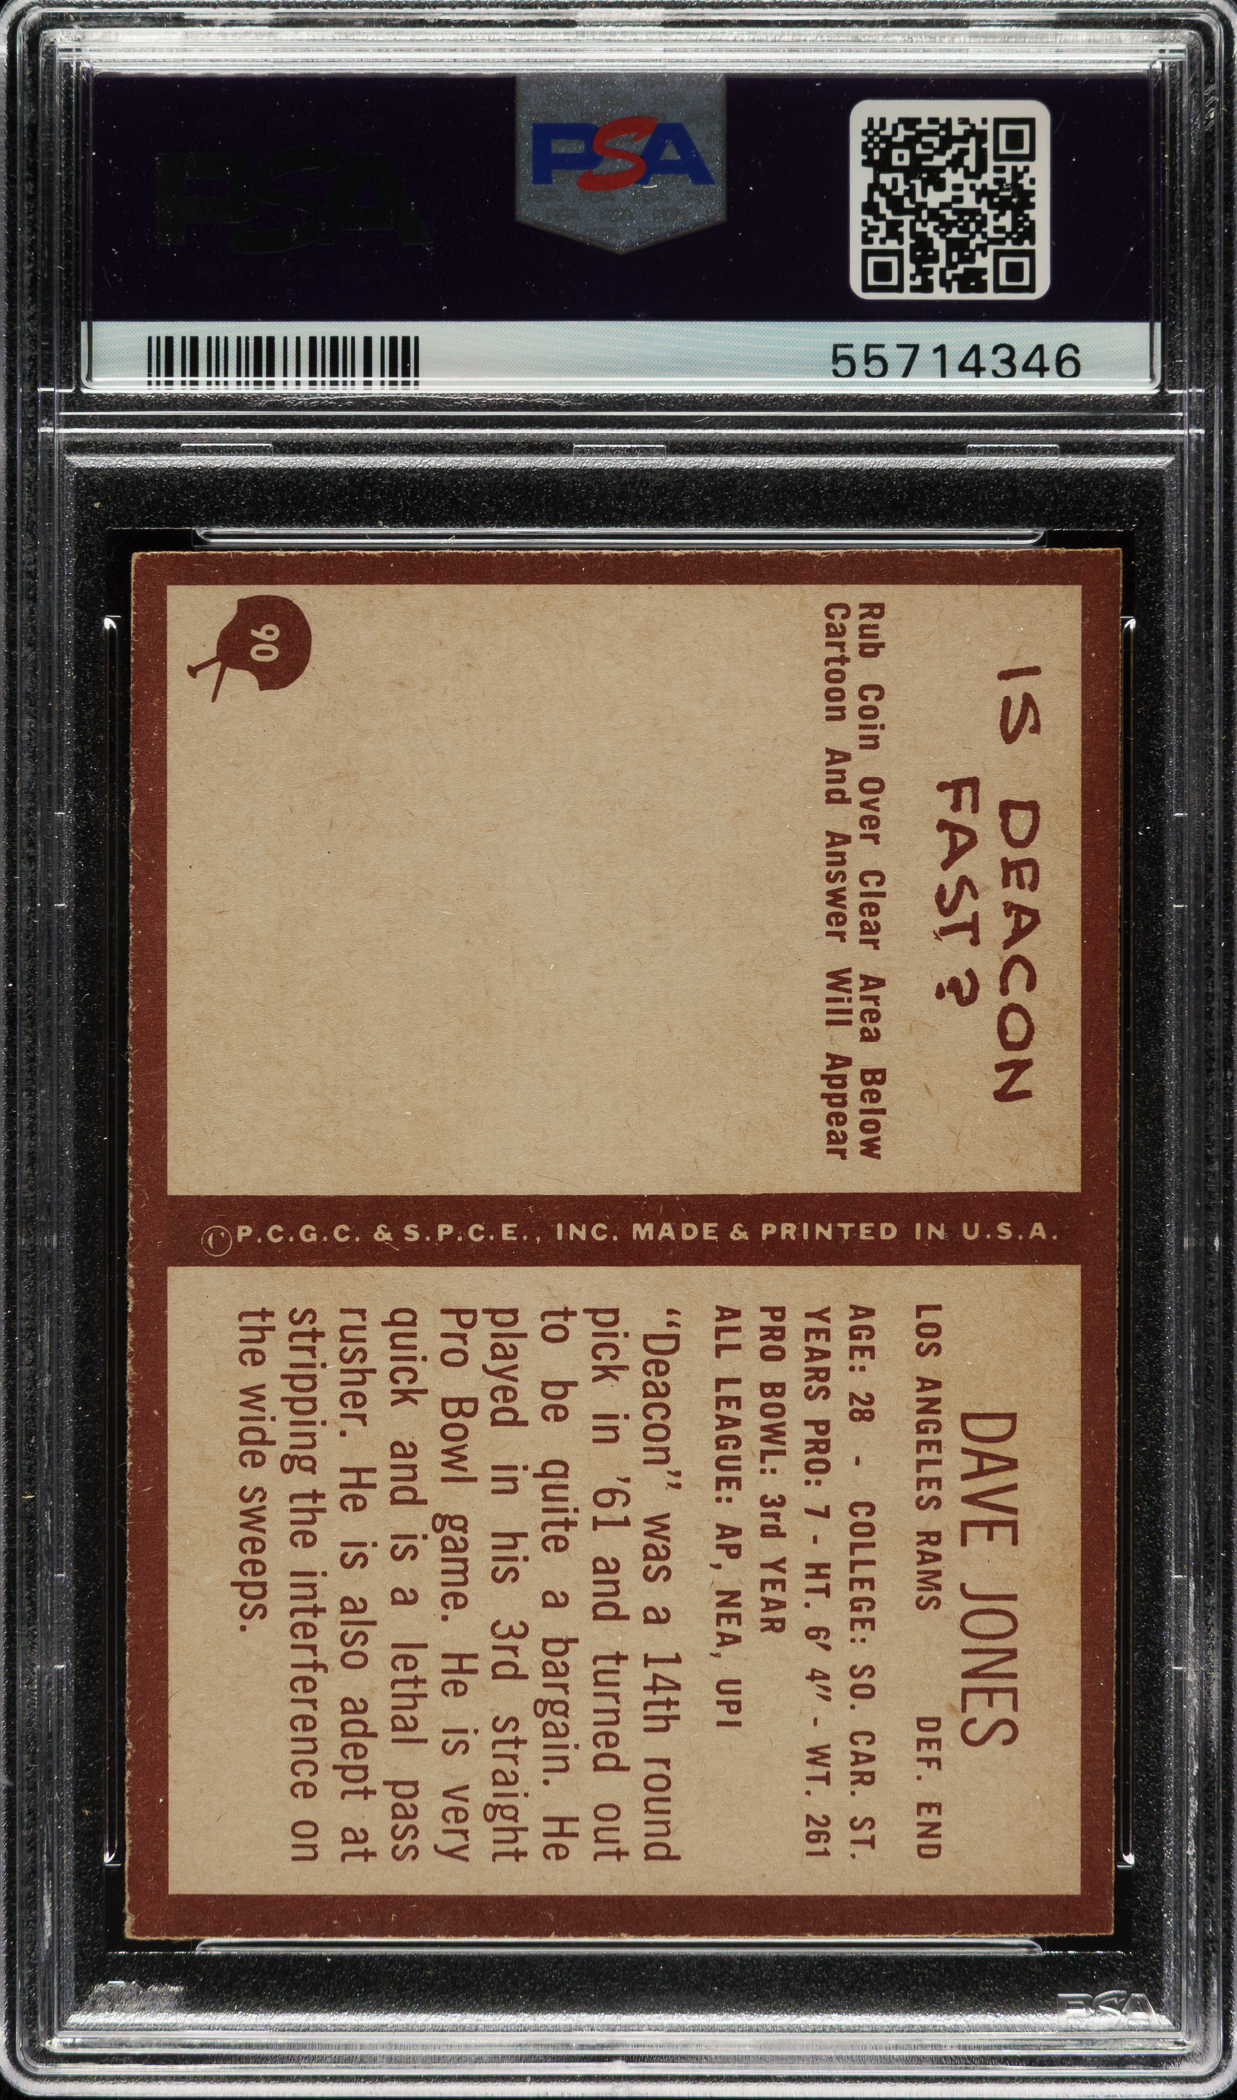 PSA
PSA
55714346
IS DEACON
FAST?
Rub Coin Over Clear Area Below
Cartoon And Answer Will Appear
90
©P.C.G.C. & S.P.C.E., INC. MADE & PRINTED IN U.S.A.
DAVE JONES
LOS ANGELES RAMS DEF. END
AGE: 28 - COLLEGE: SO. CAR. ST.
YEARS PRO: 7 - HT. 6' 4" - WT. 261
PRO BOWL: 3rd YEAR
ALL LEAGUE: AP, NEA, UPI
"Deacon" was a 14th round
pick in '61 and turned out
to be quite a bargain. He
played in his 3rd straight
Pro Bowl game. He is very
quick and is a lethal pass
rusher. He is also adept at
stripping the interference on
the wide sweeps.
PSA